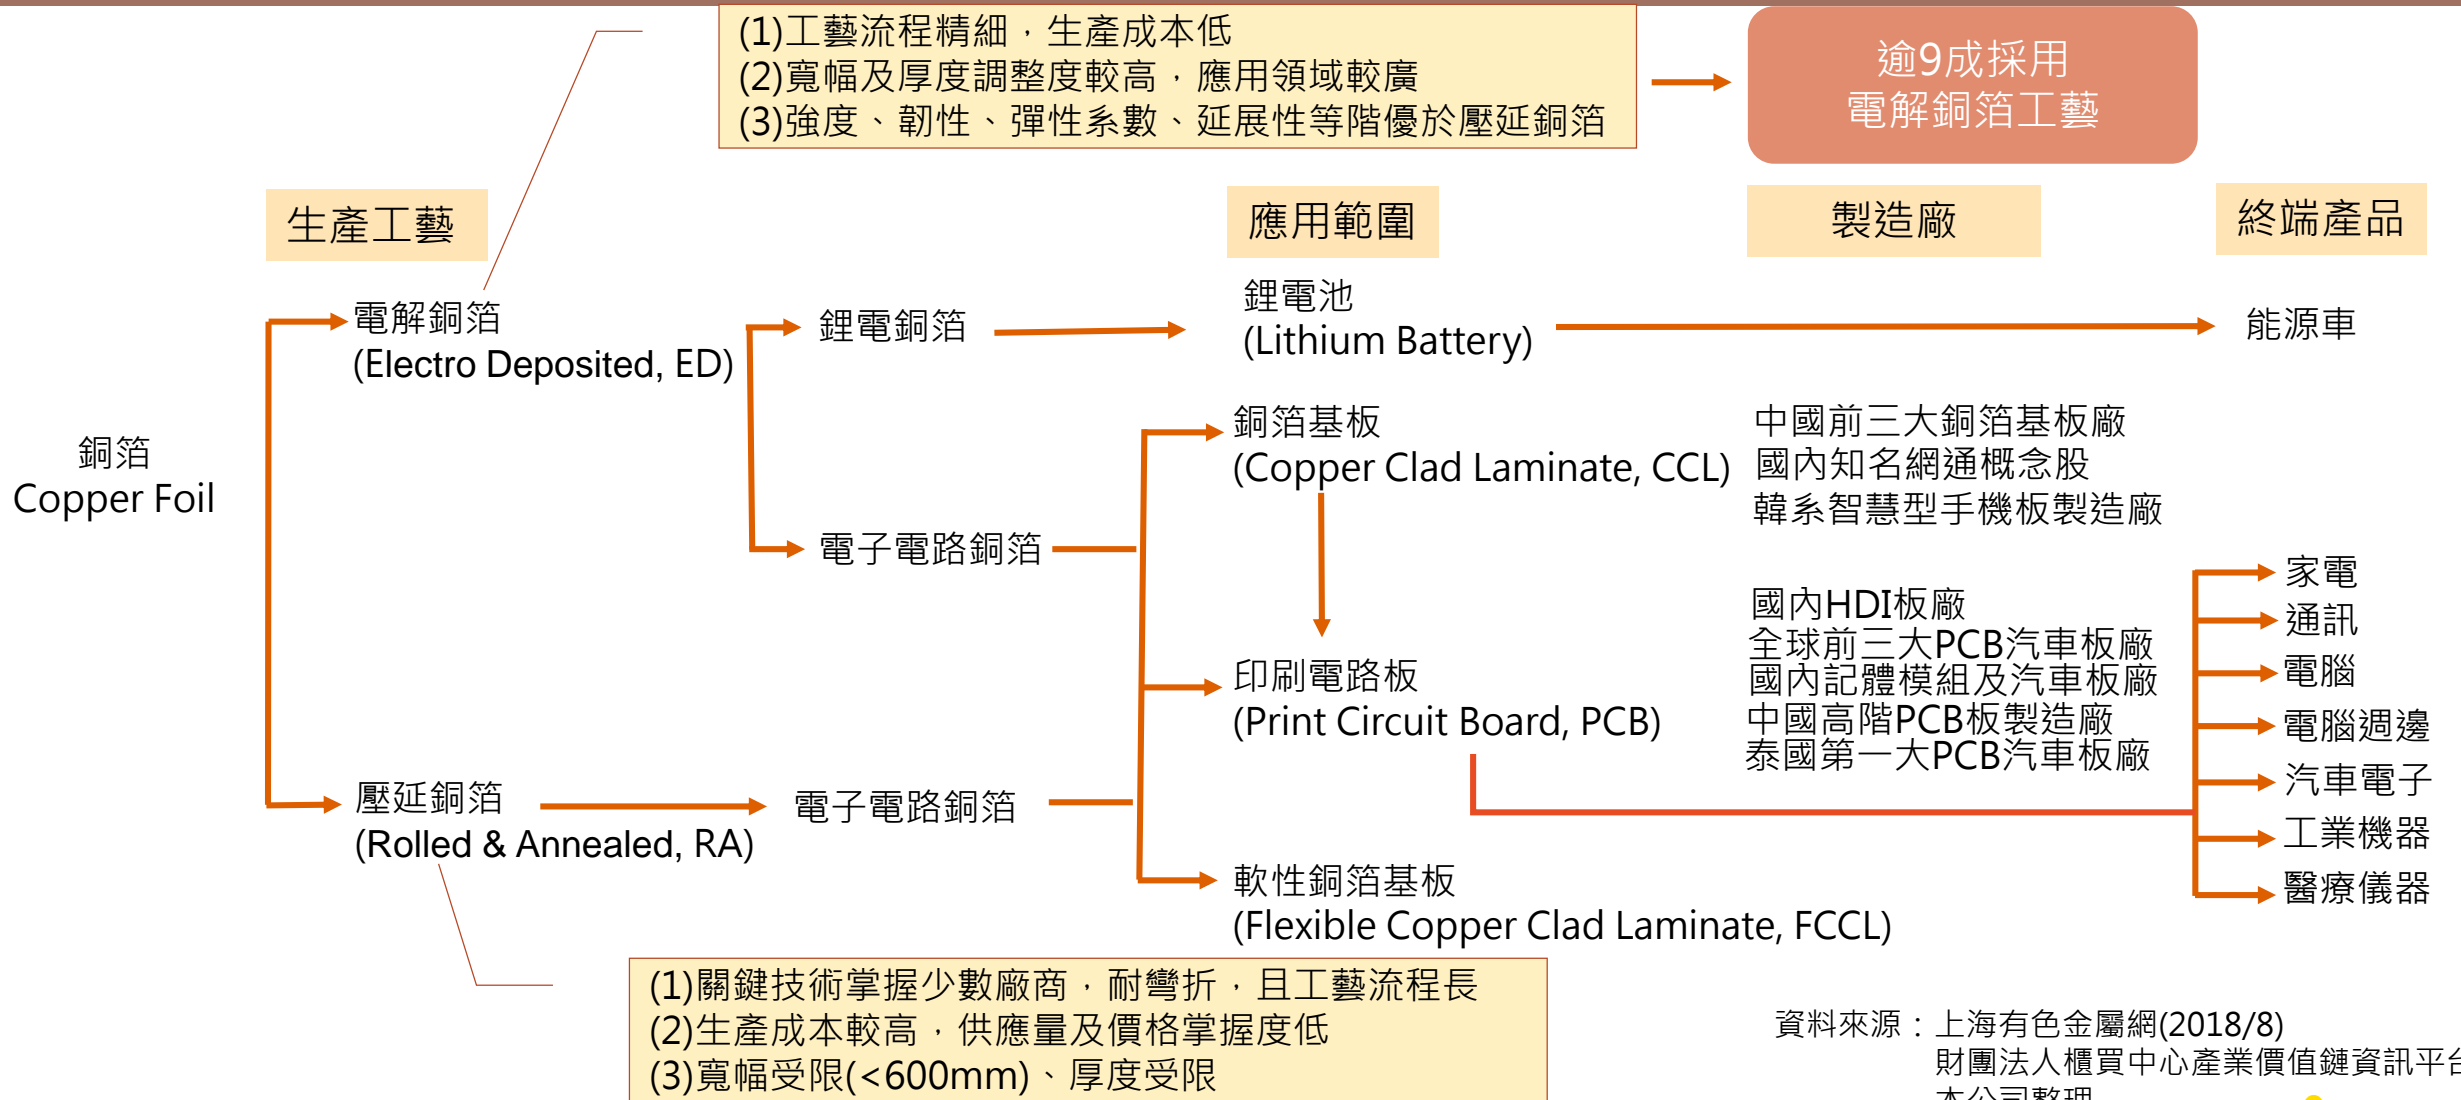 (1)工藝流程精細，生產成本低
(2)寬幅及厚度調整度較高，應用領域較廣
(3)強度、韌性、彈性系數、延展性等階優於壓延銅箔
逾9成採用
電解銅箔工藝
生產工藝
應用範圍
製造廠
終端產品
銅箔
Copper Foil
電解銅箔
(Electro Deposited, ED)
鋰電銅箔
鋰電池
(Lithium Battery)
能源車
電子電路銅箔
銅箔基板
(Copper Clad Laminate, CCL)
中國前三大銅箔基板廠
國內知名網通概念股
韓系智慧型手機板製造廠
印刷電路板
(Print Circuit Board, PCB)
國內HDI板廠
全球前三大PCB汽車板廠
國內記體模組及汽車板廠
中國高階PCB板製造廠
泰國第一大PCB汽車板廠
家電
通訊
電腦
電腦週邊
汽車電子
工業機器
醫療儀器
壓延銅箔
(Rolled & Annealed, RA)
電子電路銅箔
軟性銅箔基板
(Flexible Copper Clad Laminate, FCCL)
(1)關鍵技術掌握少數廠商，耐彎折，且工藝流程長
(2)生產成本較高，供應量及價格掌握度低
(3)寬幅受限(<600mm)、厚度受限
資料來源：上海有色金屬網(2018/8)
財團法人櫃買中心產業價值鏈資訊平台
本公司整理